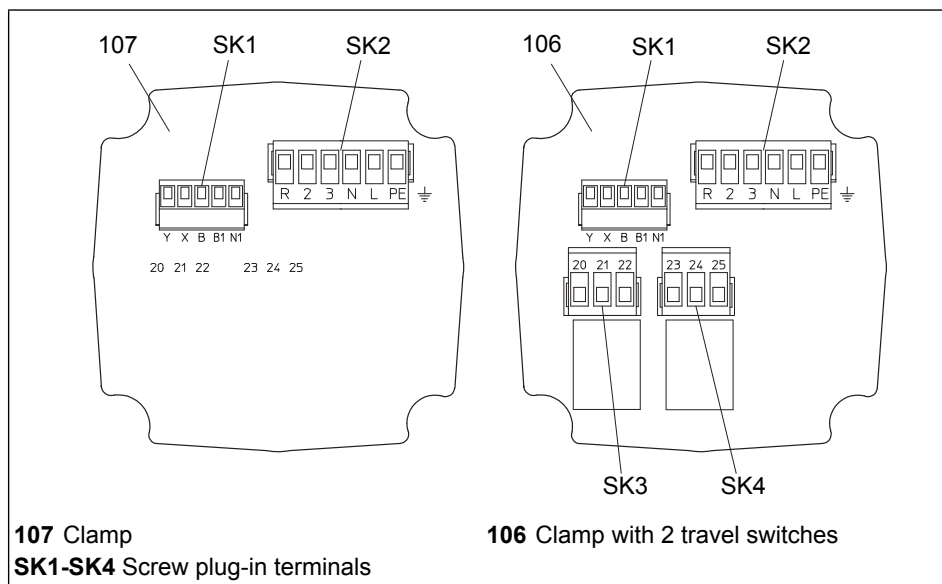 107 SK1 SK2 106 SK1 SK2
R 2 3 N L PE R 2 3 N L PE
Y X B B1 N1 Y X B B1 N1
20 21 22 23 24 25 20 21 22 23 24 25
SK3 SK4
107 Clamp 106 Clamp with 2 travel switches
SK1-SK4 Screw plug-in terminals